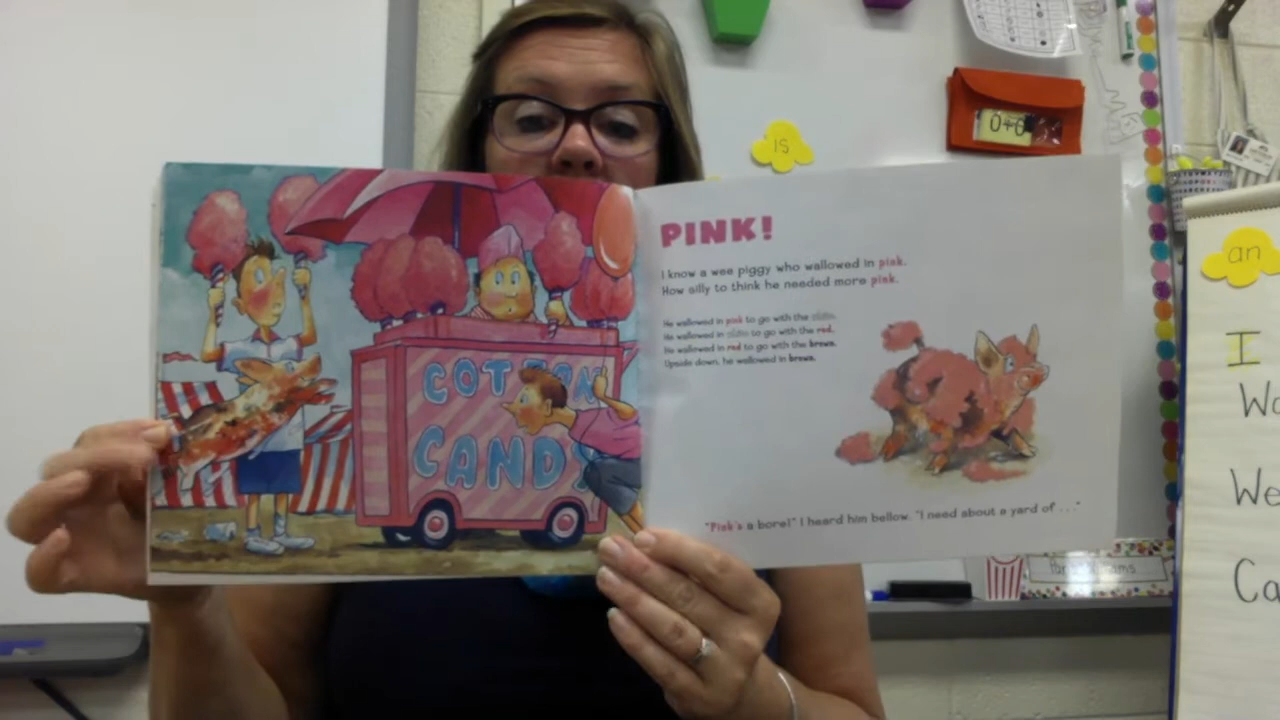 IS
0+0
COTTON
CANDY
PINK!
I know a wee piggy who wallowed in pink.
How silly to think he needed more pink.
He wallowed in pink to go with the
He wallowed in to go with the red.
He wallowed in red to go with the brown.
Upside down, he wallowed in brown.
"Pink's a bore!" I heard him bellow. "I need about a yard of . . ."
an
I
We
Ca